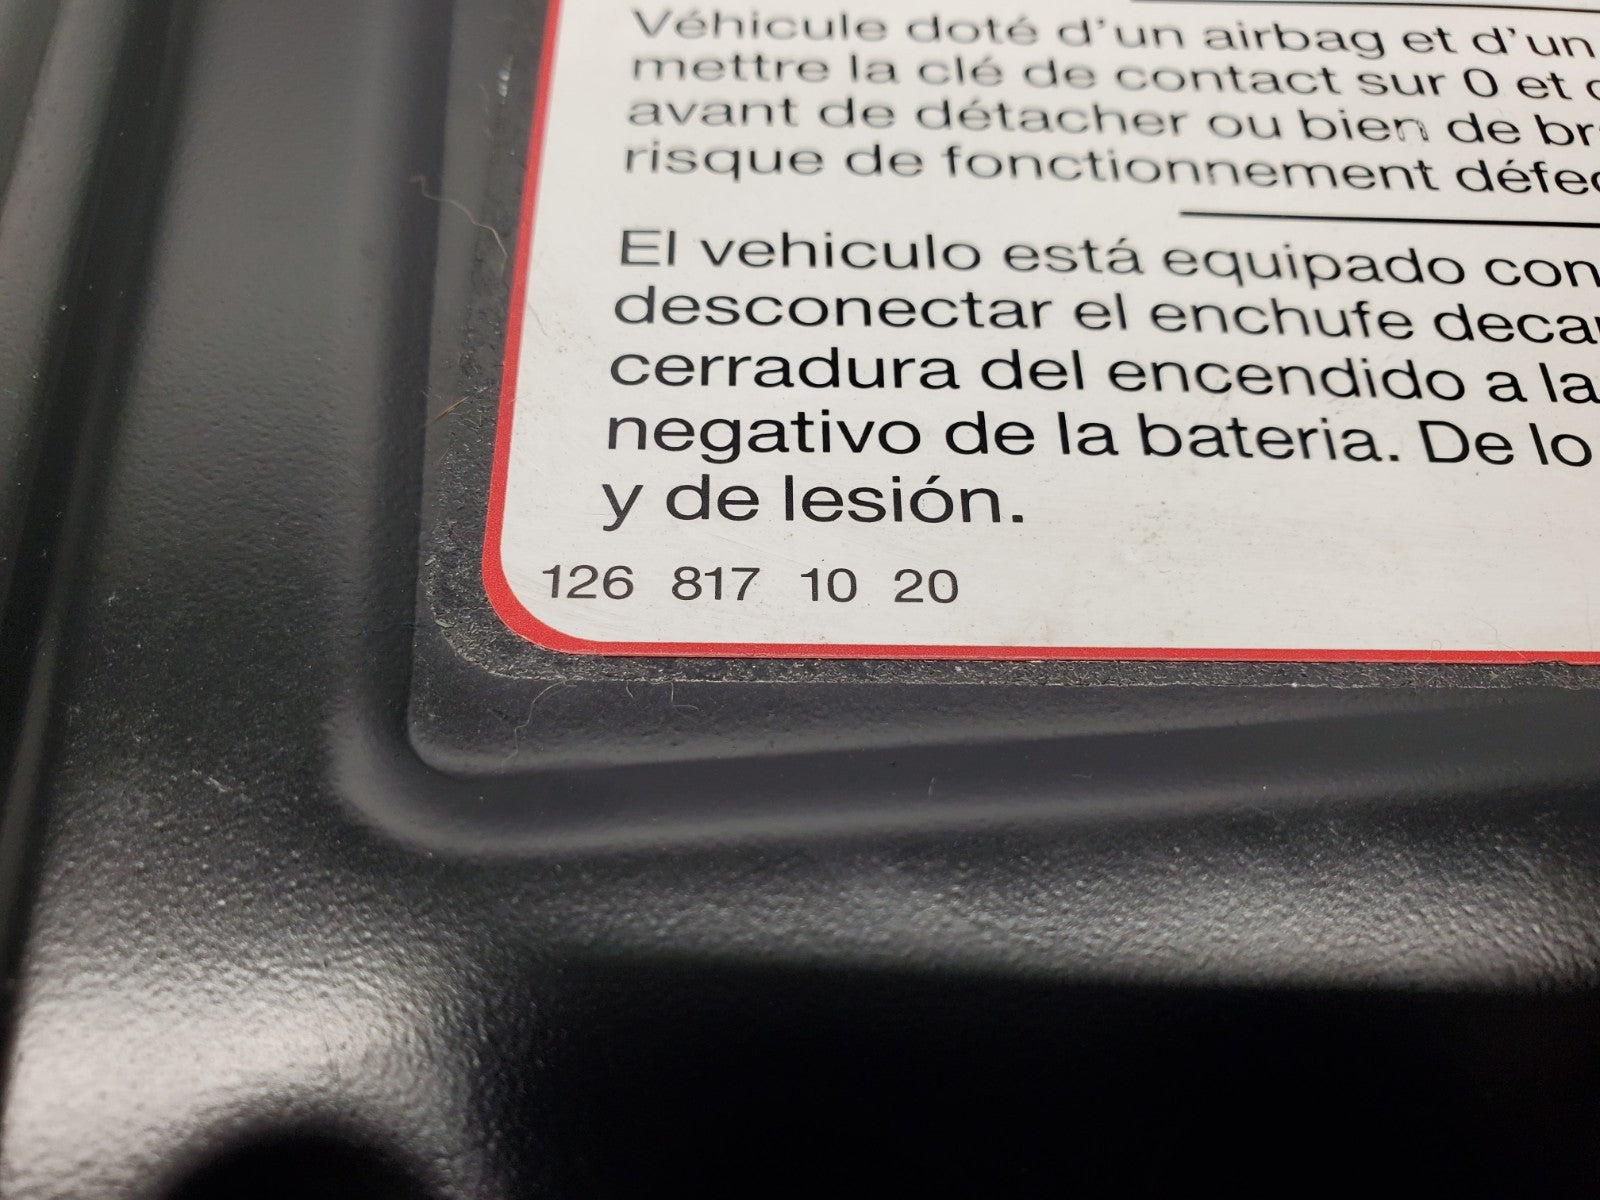 Véhicule doté d'un airbag et d'un
mettre la clé de contact sur 0 et
avant de détacher ou bien de
risque de fonctionnement
El vehiculo está equipado con
desconectar el enchufe
cerradura del encendido a la
negativo de la bateria. De lo
y de lesión.
126 817 10 20